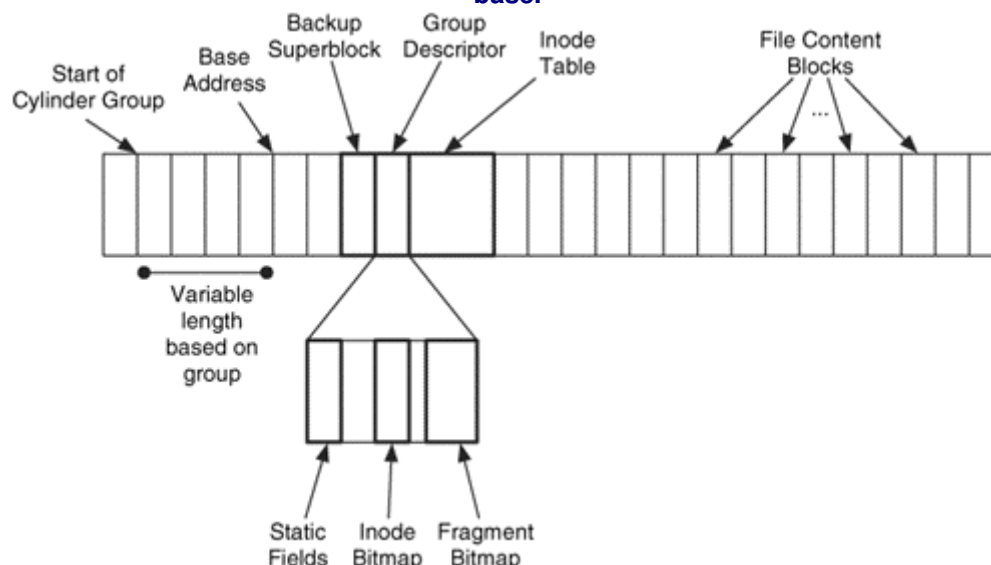 base.
Backup
Superblock
Group
Descriptor
Inode
Table
File Content
Blocks
...
Base
Address
Start of
Cylinder Group
Variable
length
based on
group
Static
Fields
Inode
Bitmap
Fragment
Bitmap